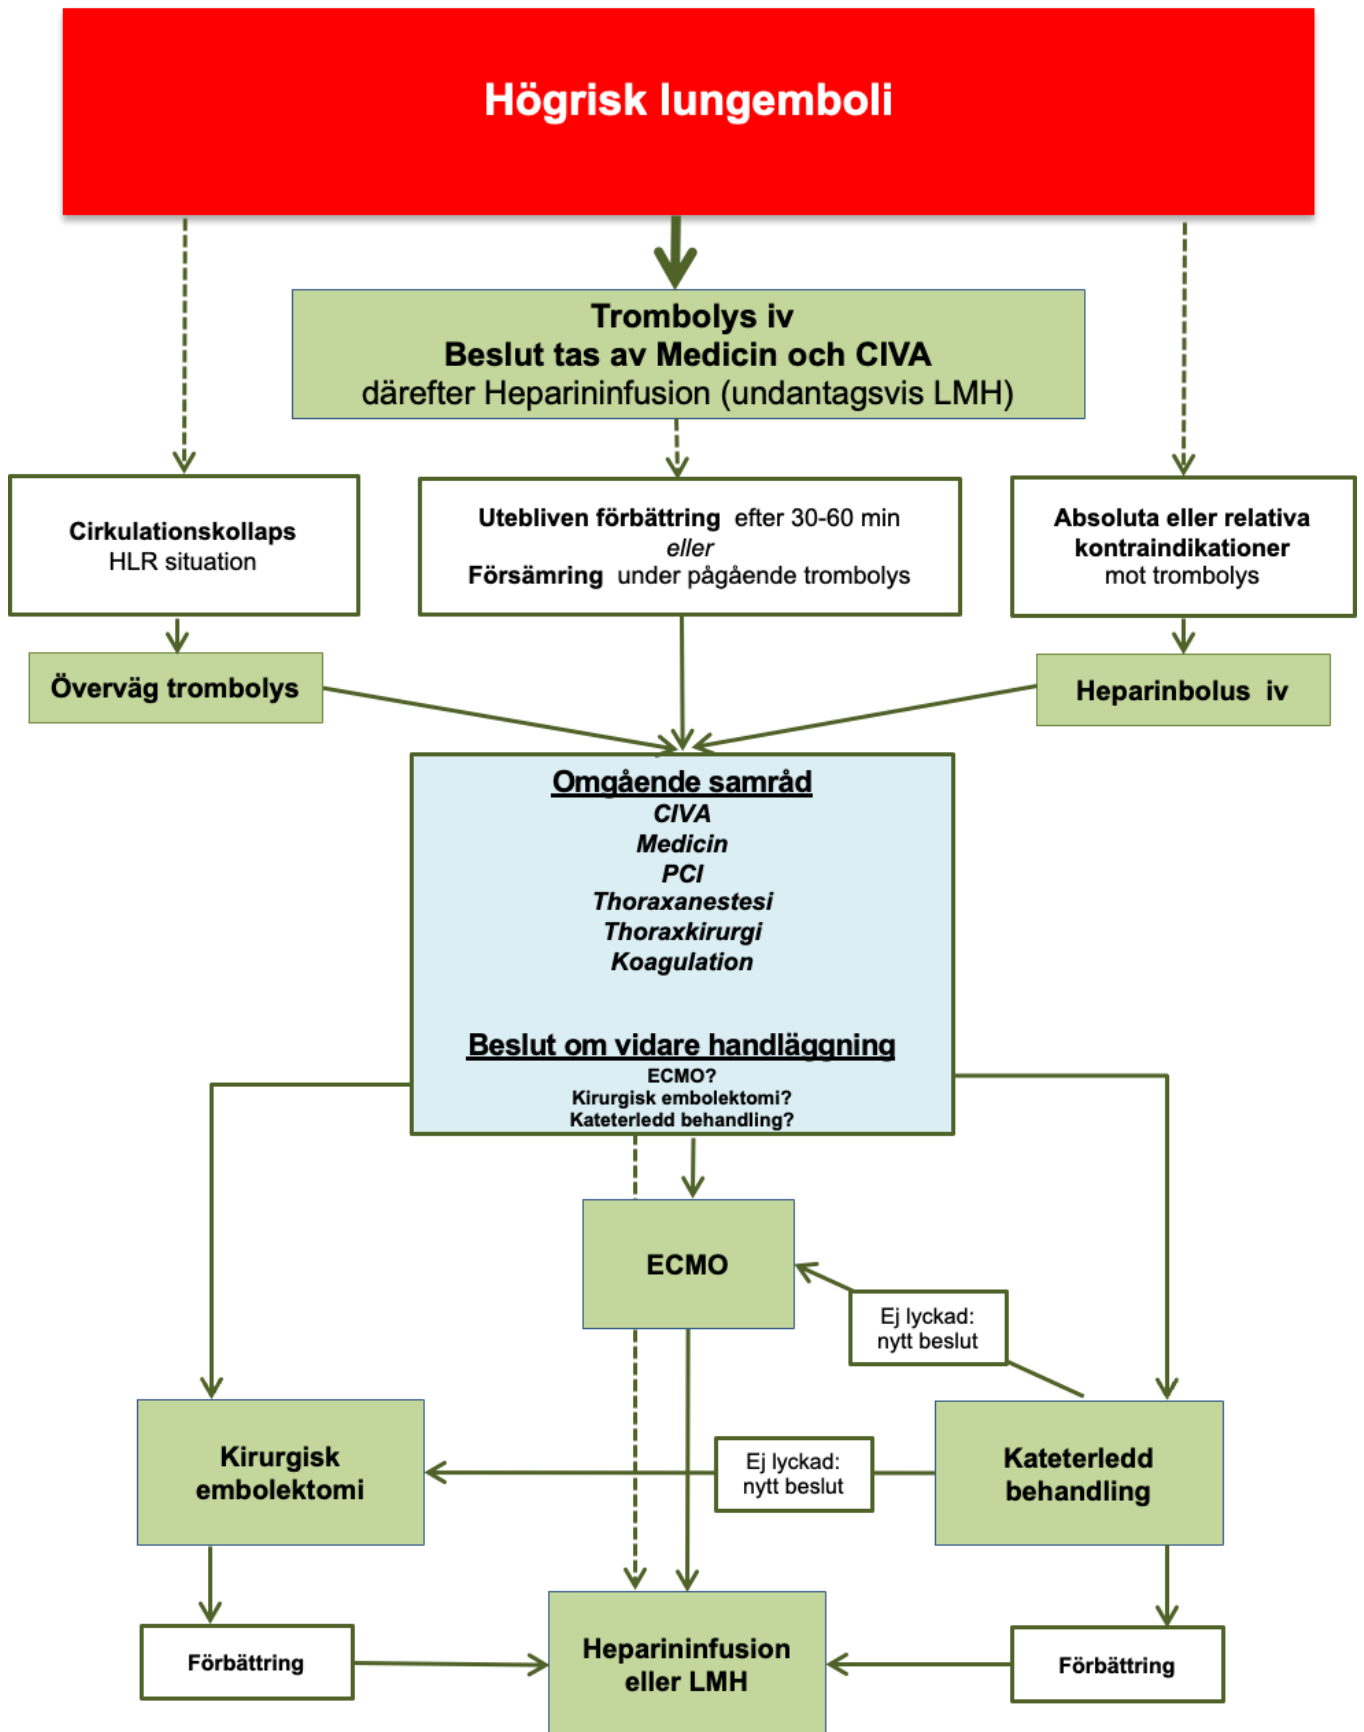 Högrisk lungemboli
Trombolys iv
Beslut tas av Medicin och CIVA
därefter Heparininfusion (undantagsvis LMH)
Cirkulationskollaps
HLR situation
Utebliven förbättring efter 30-60 min
eller
Försämring under pågående trombolys
Absoluta eller relativa
kontraindikationer
mot trombolys
Överväg trombolys
Heparinbolus iv
Omgående samråd
CIVA
Medicin
PCI
Thoraxanestesi
Thoraxkirurgi
Koagulation
Beslut om vidare handläggning
ECMO?
Kirurgisk embolektomi?
Kateterledd behandling?
ECMO
Ej lyckad:
nytt beslut
Kirurgisk
embolektomi
Ej lyckad:
nytt beslut
Kateterledd
behandling
Förbättring
Heparininfusion
eller LMH
Förbättring